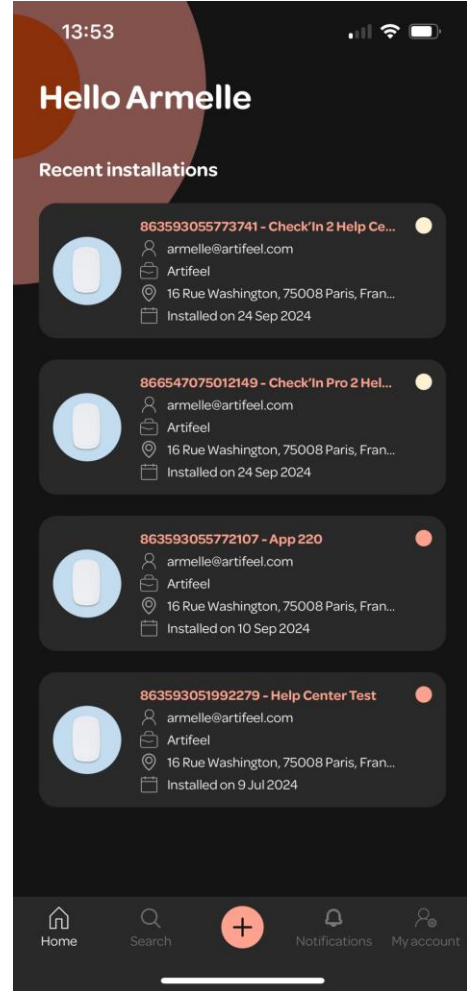 13:53
Hello Armelle
Recent installations
863593055773741 - Check'In 2 Help Ce...
armelle@artifeel.com
Artifeel
16 Rue Washington, 75008 Paris, Fran...
Installed on 24 Sep 2024
866547075012149 - Check'In Pro 2 Hel...
armelle@artifeel.com
Artifeel
16 Rue Washington, 75008 Paris, Fran...
Installed on 24 Sep 2024
863593055772107 - App 220
armelle@artifeel.com
Artifeel
16 Rue Washington, 75008 Paris, Fran...
Installed on 10 Sep 2024
863593051992279 - Help Center Test
armelle@artifeel.com
Artifeel
16 Rue Washington, 75008 Paris, Fran...
Installed on 9 Jul 2024
Home Search Notifications My account